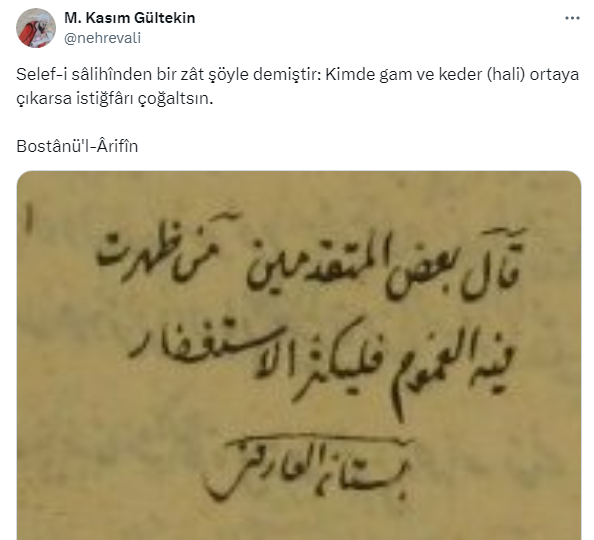 M. Kasım Gültekin
@nehrevali
Selef-i sâlihînden bir zât şöyle demiştir: Kimde gam ve keder (hali) ortaya
çıkarsa istiğfârı çoğaltsın.
Bostânü'l-Ârifîn
قال بعض المتقدمين من ظهرت
فيه الغموم فليكثر الاستغفار
بستان العارفين